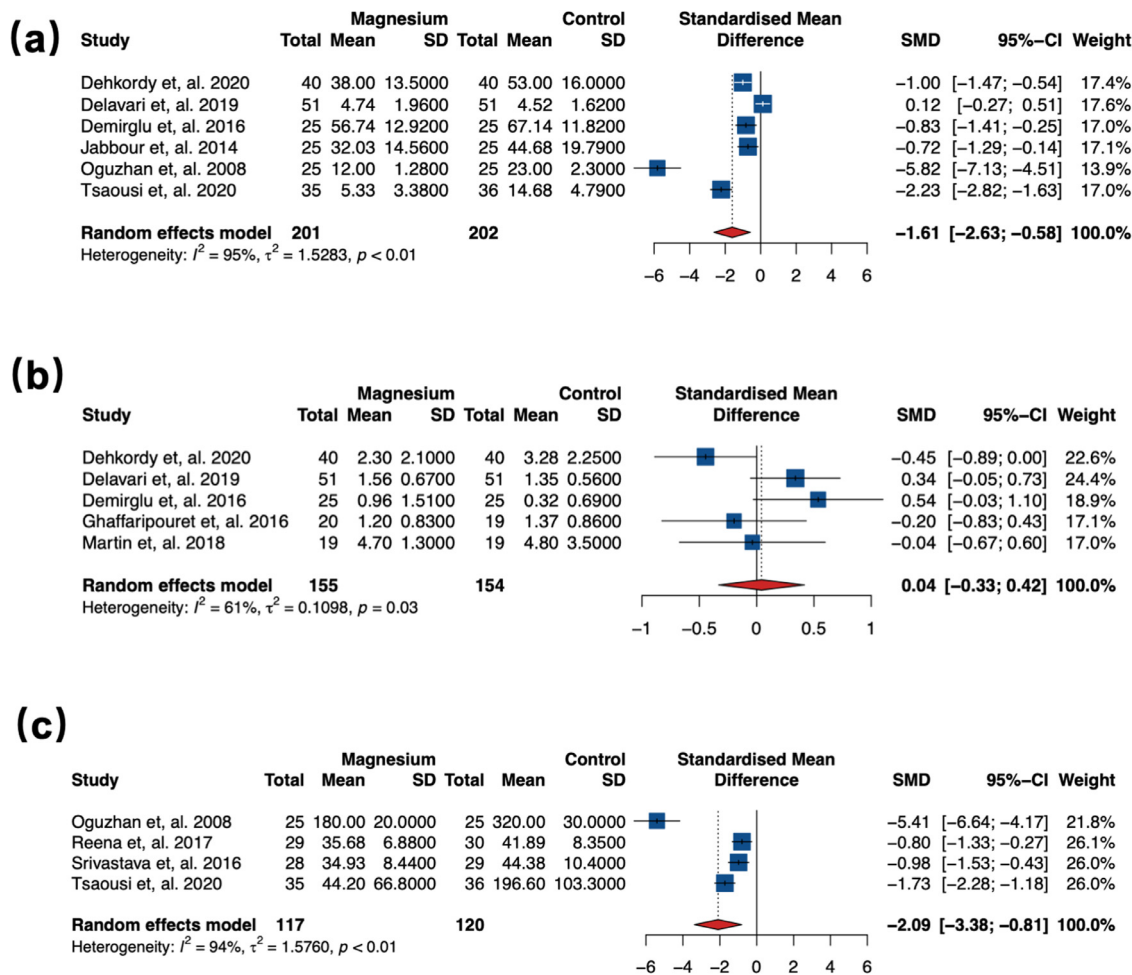 (a)
Magnesium Control Standardised Mean
Study Total Mean SD Total Mean SD Difference SMD 95%−CI Weight
Dehkordy et, al. 2020 40 38.00 13.5000 40 53.00 16.0000 −1.00 [−1.47; −0.54] 17.4%
Delavari et, al. 2019 51 4.74 1.9600 51 4.52 1.6200 0.12 [−0.27; 0.51] 17.6%
Demirglu et, al. 2016 25 56.74 12.9200 25 67.14 11.8200 −0.83 [−1.41; −0.25] 17.0%
Jabbour et, al. 2014 25 32.03 14.5600 25 44.68 19.7900 −0.72 [−1.29; −0.14] 17.1%
Oguzhan et, al. 2008 25 12.00 1.2800 25 23.00 2.3000 −5.82 [−7.13; −4.51] 13.9%
Tsaousi et, al. 2020 35 5.33 3.3800 36 14.68 4.7900 −2.23 [−2.82; −1.63] 17.0%
Random effects model 201 202 −1.61 [−2.63; −0.58] 100.0%
Heterogeneity: I² = 95%, τ² = 1.5283, p < 0.01
−6 −4 −2 0 2 4 6
(b)
Magnesium Control Standardised Mean
Study Total Mean SD Total Mean SD Difference SMD 95%−CI Weight
Dehkordy et, al. 2020 40 2.30 2.1000 40 3.28 2.2500 −0.45 [−0.89; 0.00] 22.6%
Delavari et, al. 2019 51 1.56 0.6700 51 1.35 0.5600 0.34 [−0.05; 0.73] 24.4%
Demirglu et, al. 2016 25 0.96 1.5100 25 0.32 0.6900 0.54 [−0.03; 1.10] 18.9%
Ghaffaripouret et, al. 2016 20 1.20 0.8300 19 1.37 0.8600 −0.20 [−0.83; 0.43] 17.1%
Martin et, al. 2018 19 4.70 1.3000 19 4.80 3.5000 −0.04 [−0.67; 0.60] 17.0%
Random effects model 155 154 0.04 [−0.33; 0.42] 100.0%
Heterogeneity: I² = 61%, τ² = 0.1098, p = 0.03
−1 −0.5 0 0.5 1
(c)
Magnesium Control Standardised Mean
Study Total Mean SD Total Mean SD Difference SMD 95%−CI Weight
Oguzhan et, al. 2008 25 180.00 20.0000 25 320.00 30.0000 −5.41 [−6.64; −4.17] 21.8%
Reena et, al. 2017 29 35.68 6.8800 30 41.89 8.3500 −0.80 [−1.33; −0.27] 26.1%
Srivastava et, al. 2016 28 34.93 8.4400 29 44.38 10.4000 −0.98 [−1.53; −0.43] 26.0%
Tsaousi et, al. 2020 35 44.20 66.8000 36 196.60 103.3000 −1.73 [−2.28; −1.18] 26.0%
Random effects model 117 120 −2.09 [−3.38; −0.81] 100.0%
Heterogeneity: I² = 94%, τ² = 1.5760, p < 0.01
−6 −4 −2 0 2 4 6